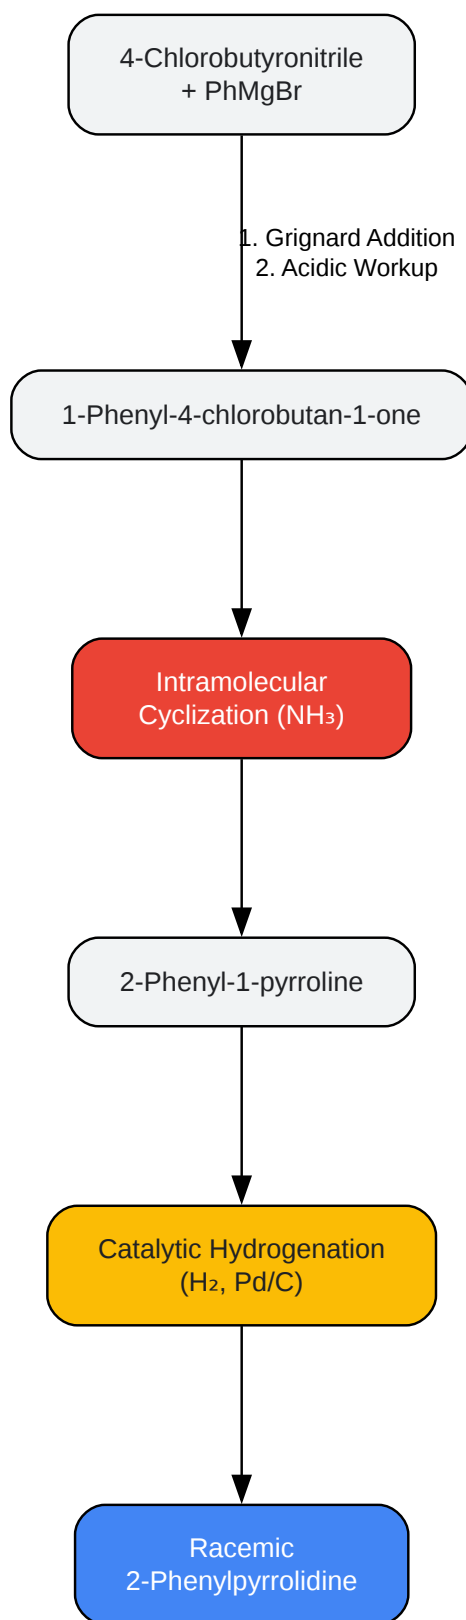 4-Chlorobutyronitrile
+ PhMgBr
1. Grignard Addition
2. Acidic Workup
1-Phenyl-4-chlorobutan-1-one
Intramolecular
Cyclization (NH₃)
2-Phenyl-1-pyrroline
Catalytic Hydrogenation
(H₂, Pd/C)
Racemic
2-Phenylpyrrolidine